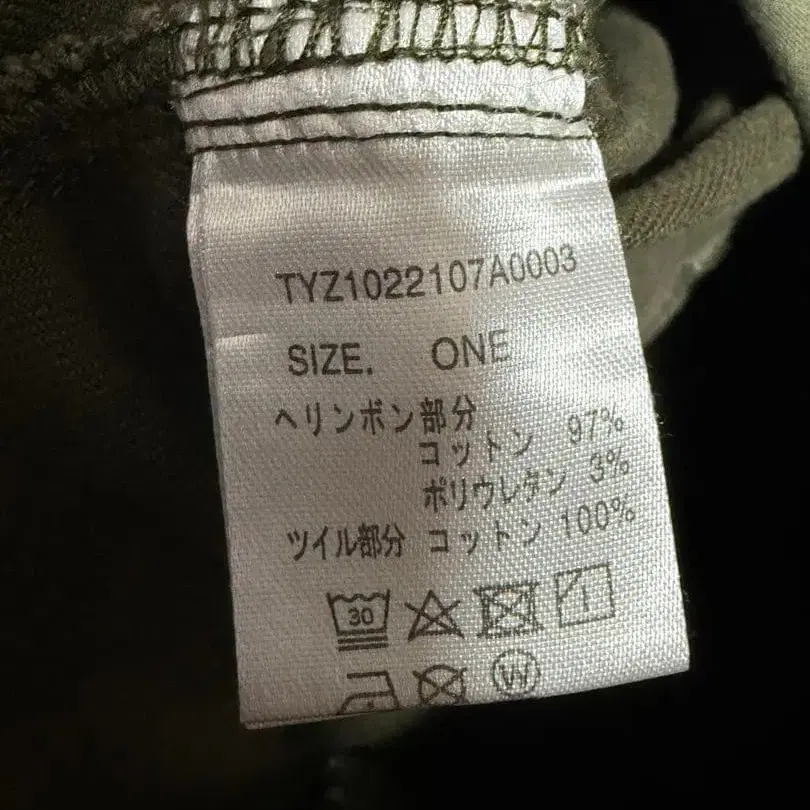 TYZ1022107A0003
SIZE. ONE
ヘリンボン部分
コットン 97%
ポリウレタン 3%
ツイル部分 コットン 100%
30
W